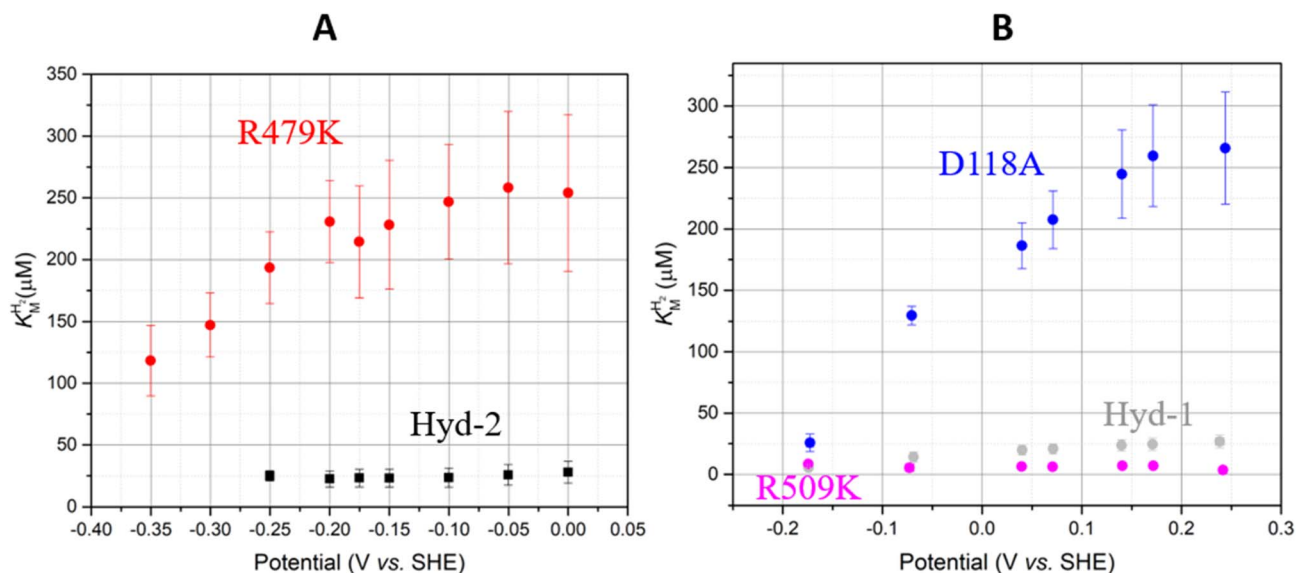 A
350
300
250
200
150
100
50
0
K_M^{H_2}(μM)
R479K
Hyd-2
-0.40 -0.35 -0.30 -0.25 -0.20 -0.15 -0.10 -0.05 0.00 0.05
Potential (V vs. SHE)
B
300
250
200
150
100
50
0
K_M^{H_2}(μM)
D118A
Hyd-1
R509K
-0.2 -0.1 0.0 0.1 0.2 0.3
Potential (V vs. SHE)